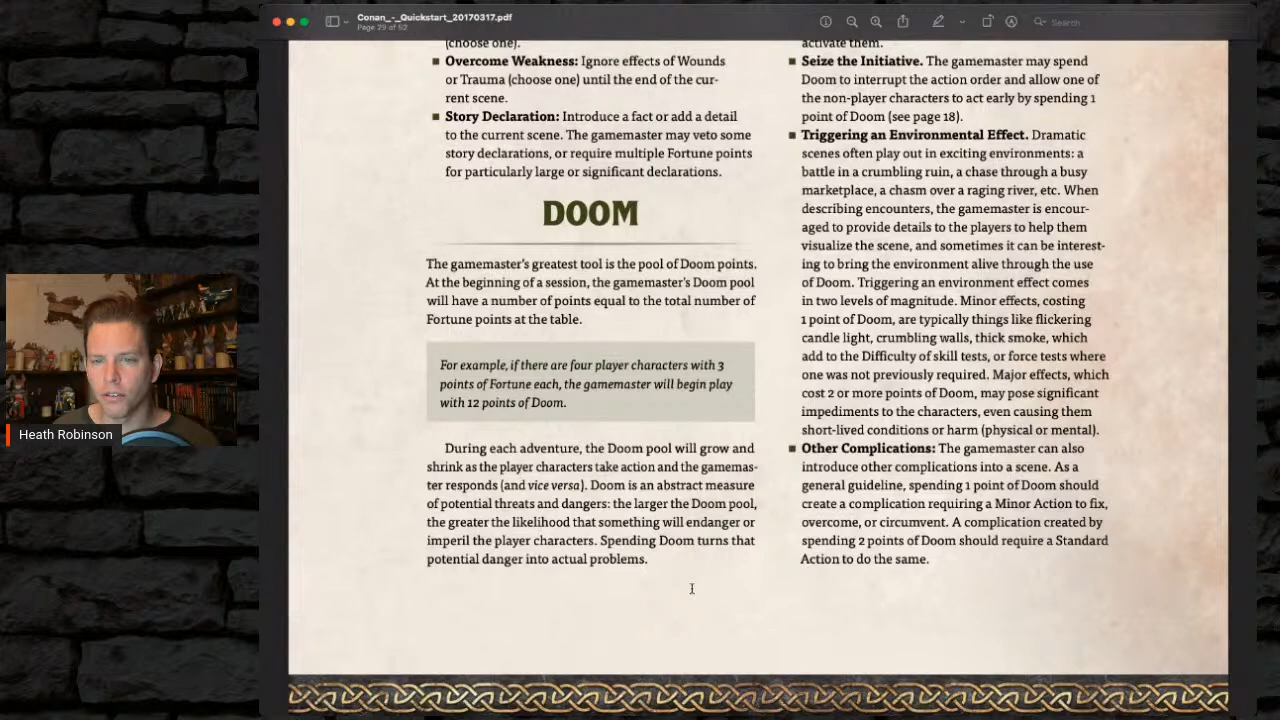 Conan_-_Quickstart_20170317.pdf
Page 29 of 52
Search
(choose one).
■ Overcome Weakness: Ignore effects of Wounds
or Trauma (choose one) until the end of the cur-
rent scene.
■ Story Declaration: Introduce a fact or add a detail
to the current scene. The gamemaster may veto some
story declarations, or require multiple Fortune points
for particularly large or significant declarations.
DOOM
The gamemaster's greatest tool is the pool of Doom points.
At the beginning of a session, the gamemaster's Doom pool
will have a number of points equal to the total number of
Fortune points at the table.
For example, if there are four player characters with 3
points of Fortune each, the gamemaster will begin play
with 12 points of Doom.
During each adventure, the Doom pool will grow and
shrink as the player characters take action and the gamemas-
ter responds (and vice versa). Doom is an abstract measure
of potential threats and dangers: the larger the Doom pool,
the greater the likelihood that something will endanger or
imperil the player characters. Spending Doom turns that
potential danger into actual problems.
activate them.
■ Seize the Initiative. The gamemaster may spend
Doom to interrupt the action order and allow one of
the non-player characters to act early by spending 1
point of Doom (see page 18).
■ Triggering an Environmental Effect. Dramatic
scenes often play out in exciting environments: a
battle in a crumbling ruin, a chase through a busy
marketplace, a chasm over a raging river, etc. When
describing encounters, the gamemaster is encour-
aged to provide details to the players to help them
visualize the scene, and sometimes it can be interest-
ing to bring the environment alive through the use
of Doom. Triggering an environment effect comes
in two levels of magnitude. Minor effects, costing
1 point of Doom, are typically things like flickering
candle light, crumbling walls, thick smoke, which
add to the Difficulty of skill tests, or force tests where
one was not previously required. Major effects, which
cost 2 or more points of Doom, may pose significant
impediments to the characters, even causing them
short-lived conditions or harm (physical or mental).
■ Other Complications: The gamemaster can also
introduce other complications into a scene. As a
general guideline, spending 1 point of Doom should
create a complication requiring a Minor Action to fix,
overcome, or circumvent. A complication created by
spending 2 points of Doom should require a Standard
Action to do the same.
Heath Robinson